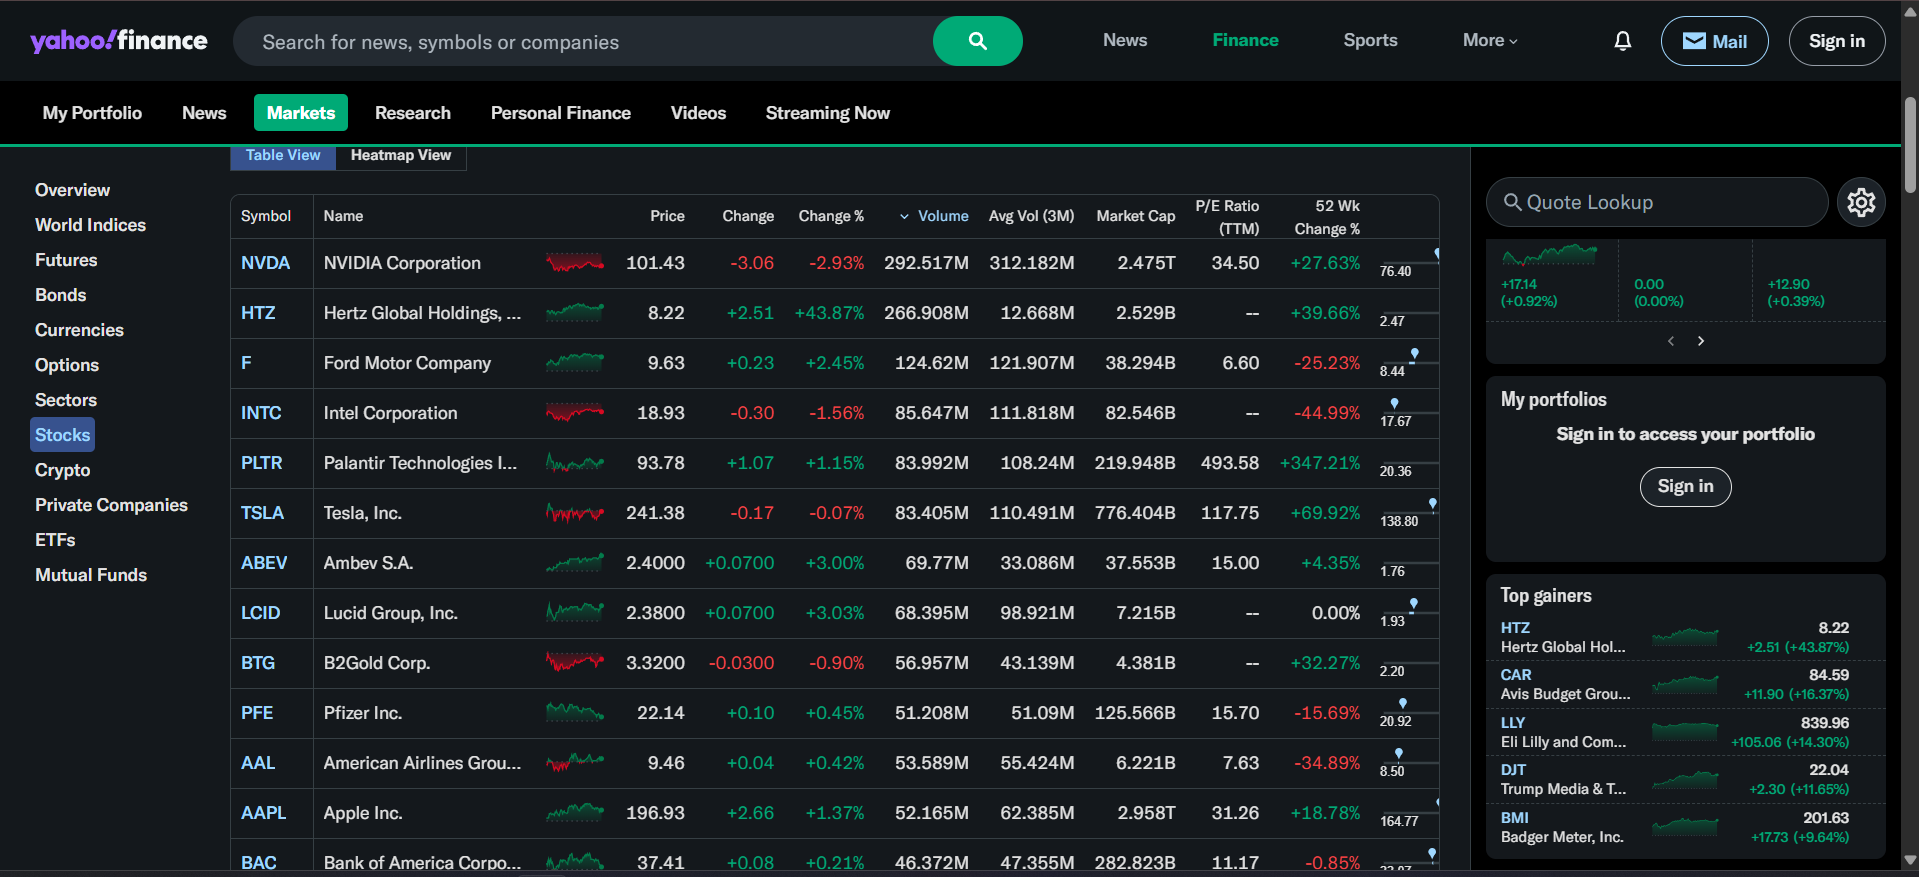 yahoo!finance
Search for news, symbols or companies
News
Finance
Sports
More
Mail
Sign in
My Portfolio
News
Markets
Research
Personal Finance
Videos
Streaming Now
Overview
World Indices
Futures
Bonds
Currencies
Options
Sectors
Stocks
Crypto
Private Companies
ETFs
Mutual Funds
Table View
Heatmap View
Symbol Name Price Change Change % Volume Avg Vol (3M) Market Cap P/E Ratio (TTM) 52 Wk Change %
NVDA NVIDIA Corporation 101.43 -3.06 -2.93% 292.517M 312.182M 2.475T 34.50 +27.63% 76.40
HTZ Hertz Global Holdings, ... 8.22 +2.51 +43.87% 266.908M 12.668M 2.529B -- +39.66% 2.47
F Ford Motor Company 9.63 +0.23 +2.45% 124.62M 121.907M 38.294B 6.60 -25.23% 8.44
INTC Intel Corporation 18.93 -0.30 -1.56% 85.647M 111.818M 82.546B -- -44.99% 17.67
PLTR Palantir Technologies I... 93.78 +1.07 +1.15% 83.992M 108.24M 219.948B 493.58 +347.21% 20.36
TSLA Tesla, Inc. 241.38 -0.17 -0.07% 83.405M 110.491M 776.404B 117.75 +69.92% 138.80
ABEV Ambev S.A. 2.4000 +0.0700 +3.00% 69.77M 33.086M 37.553B 15.00 +4.35% 1.76
LCID Lucid Group, Inc. 2.3800 +0.0700 +3.03% 68.395M 98.921M 7.215B -- 0.00% 1.93
BTG B2Gold Corp. 3.3200 -0.0300 -0.90% 56.957M 43.139M 4.381B -- +32.27% 2.20
PFE Pfizer Inc. 22.14 +0.10 +0.45% 51.208M 51.09M 125.566B 15.70 -15.69% 20.92
AAL American Airlines Grou... 9.46 +0.04 +0.42% 53.589M 55.424M 6.221B 7.63 -34.89% 8.50
AAPL Apple Inc. 196.93 +2.66 +1.37% 52.165M 62.385M 2.958T 31.26 +18.78% 164.77
BAC Bank of America Corpo... 37.41 +0.08 +0.21% 46.372M 47.355M 282.823B 11.17 -0.85%
Quote Lookup
+17.14 0.00 +12.90
(+0.92%) (0.00%) (+0.39%)
My portfolios
Sign in to access your portfolio
Sign in
Top gainers
HTZ 8.22
Hertz Global Hol... +2.51 (+43.87%)
CAR 84.59
Avis Budget Grou... +11.90 (+16.37%)
LLY 839.96
Eli Lilly and Com... +105.06 (+14.30%)
DJT 22.04
Trump Media & T... +2.30 (+11.65%)
BMI 201.63
Badger Meter, Inc. +17.73 (+9.64%)